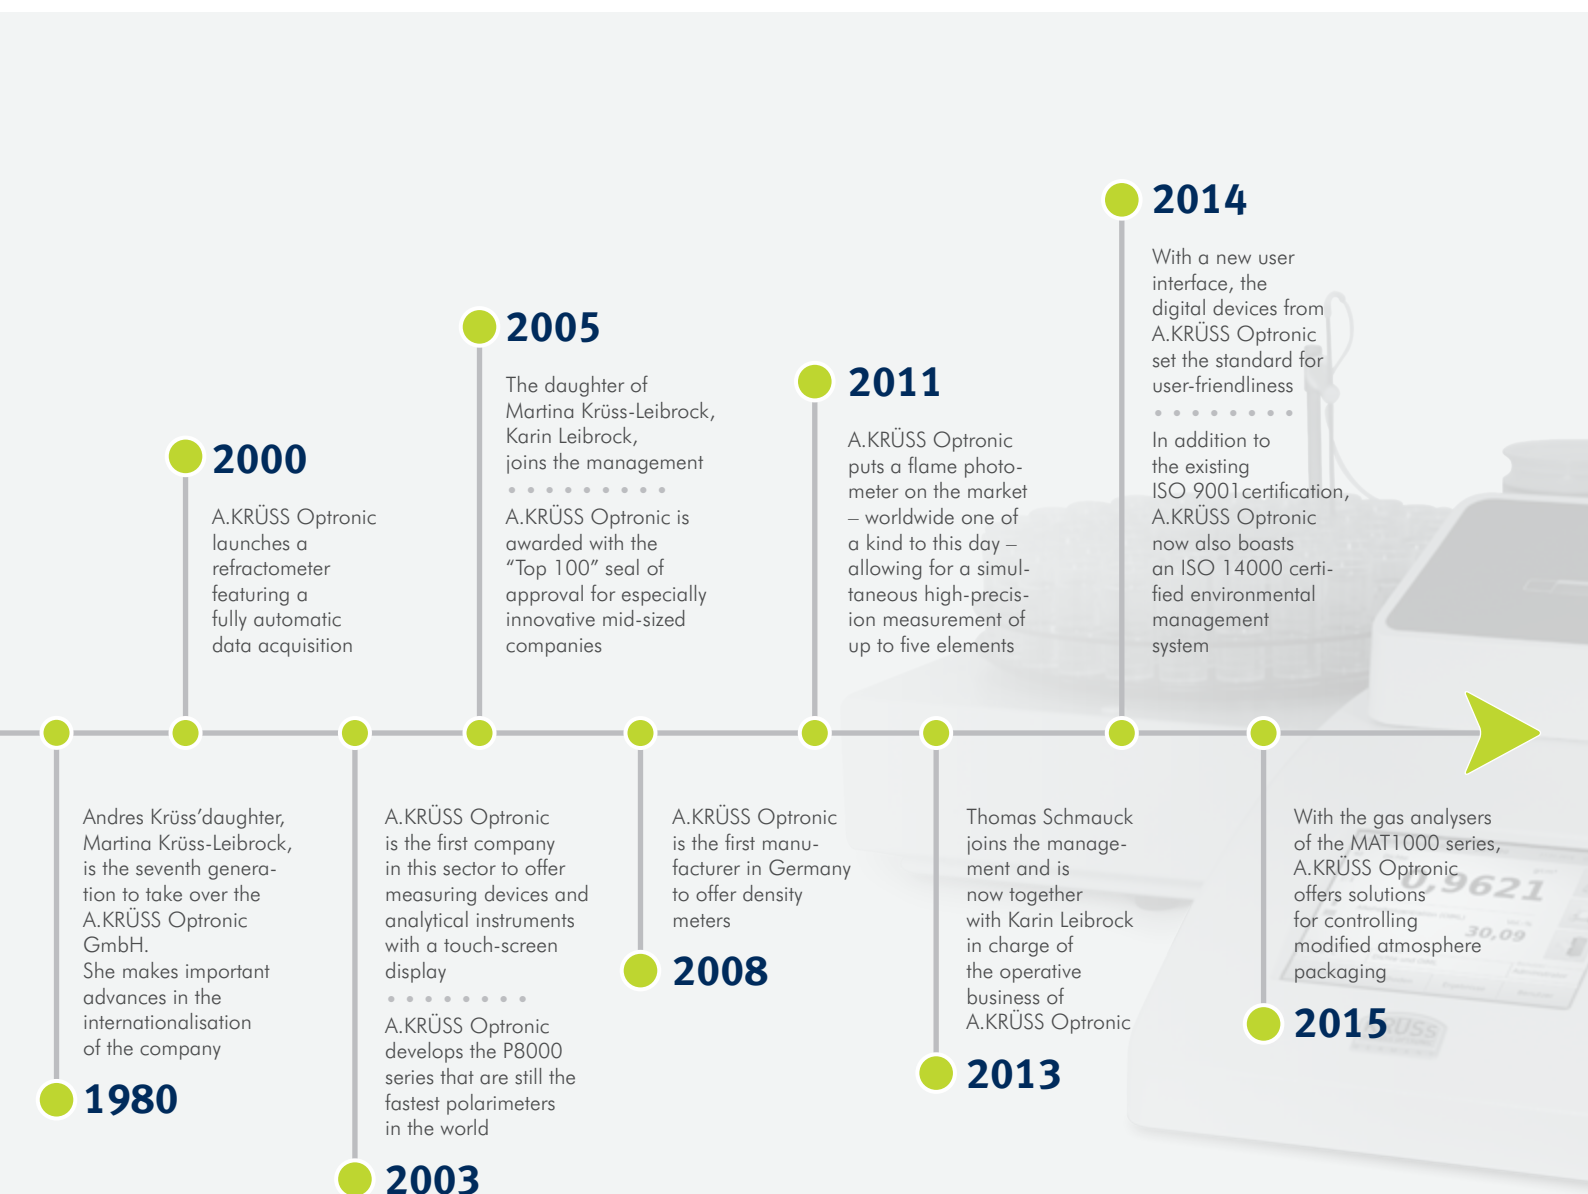 2014
With a new user
interface, the
digital devices from
A.KRÜSS Optronic
set the standard for
user-friendliness
In addition to
the existing
ISO 9001certification,
A.KRÜSS Optronic
now also boasts
an ISO 14000 certi-
fied environmental
management
system
2005
The daughter of
Martina Krüss-Leibrock,
Karin Leibrock,
joins the management
A.KRÜSS Optronic is
awarded with the
“Top 100” seal of
approval for especially
innovative mid-sized
companies
2011
A.KRÜSS Optronic
puts a flame photo-
meter on the market
– worldwide one of
a kind to this day –
allowing for a simul-
taneous high-precis-
ion measurement of
up to five elements
2000
A.KRÜSS Optronic
launches a
refractometer
featuring a
fully automatic
data acquisition
Andres Krüss’daughter,
Martina Krüss-Leibrock,
is the seventh genera-
tion to take over the
A.KRÜSS Optronic
GmbH.
She makes important
advances in the
internationalisation
of the company
1980
A.KRÜSS Optronic
is the first company
in this sector to offer
measuring devices and
analytical instruments
with a touch-screen
display
A.KRÜSS Optronic
develops the P8000
series that are still the
fastest polarimeters
in the world
2003
A.KRÜSS Optronic
is the first manu-
facturer in Germany
to offer density
meters
2008
Thomas Schmauck
joins the manage-
ment and is
now together
with Karin Leibrock
in charge of
the operative
business of
A.KRÜSS Optronic
2013
With the gas analysers
of the MAT1000 series,
A.KRÜSS Optronic
offers solutions
for controlling
modified atmosphere
packaging
2015
0,9621
30,09
KRÜSS